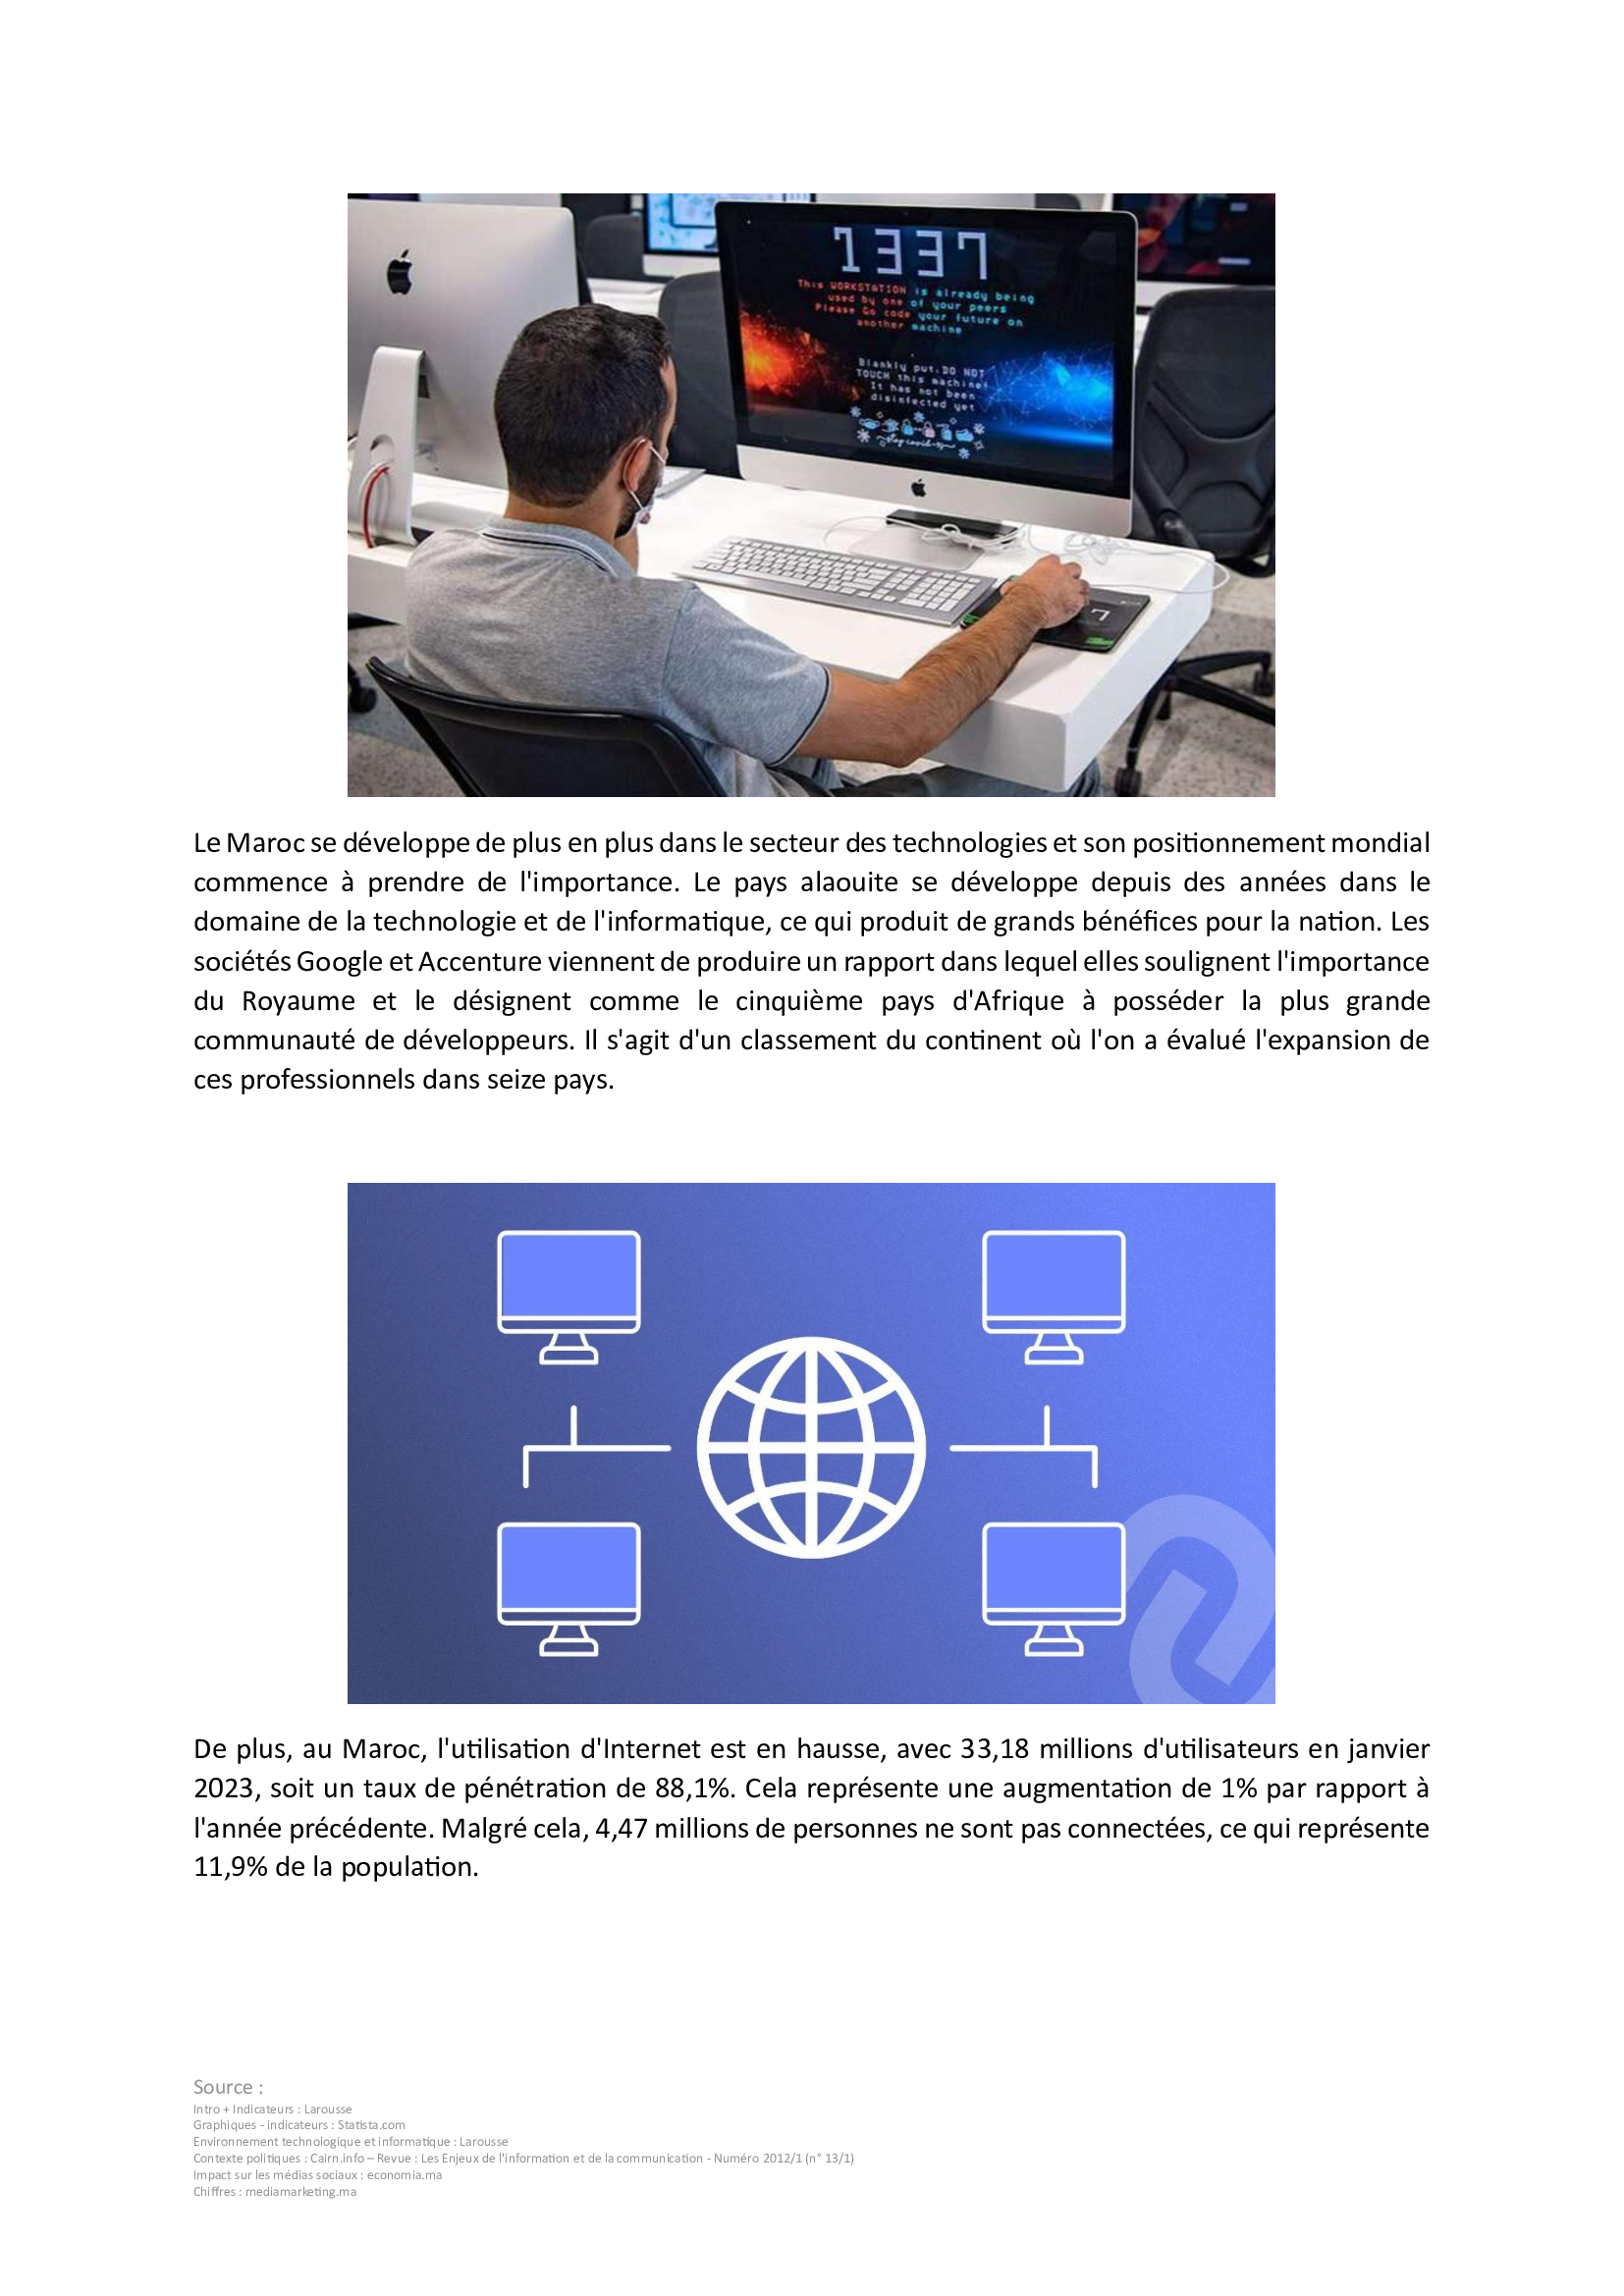 1337
This WORKSTATION is already being
used by one of your peers
Please Go code your future on
another machine
Blankly put,DO NOT
TOUCH this machine!
It has not been
disinfected yet
Stop covid-19
Le Maroc se développe de plus en plus dans le secteur des technologies et son positionnement mondial
commence à prendre de l'importance. Le pays alaouite se développe depuis des années dans le
domaine de la technologie et de l'informatique, ce qui produit de grands bénéfices pour la nation. Les
sociétés Google et Accenture viennent de produire un rapport dans lequel elles soulignent l'importance
du Royaume et le désignent comme le cinquième pays d'Afrique à posséder la plus grande
communauté de développeurs. Il s'agit d'un classement du continent où l'on a évalué l'expansion de
ces professionnels dans seize pays.
De plus, au Maroc, l'utilisation d'Internet est en hausse, avec 33,18 millions d'utilisateurs en janvier
2023, soit un taux de pénétration de 88,1%. Cela représente une augmentation de 1% par rapport à
l'année précédente. Malgré cela, 4,47 millions de personnes ne sont pas connectées, ce qui représente
11,9% de la population.
Source :
Intro + Indicateurs : Larousse
Graphiques - indicateurs : Statista.com
Environnement technologique et informatique : Larousse
Contexte politiques : Cairn.info – Revue : Les Enjeux de l'information et de la communication - Numéro 2012/1 (n° 13/1)
Impact sur les médias sociaux : economia.ma
Chiffres : mediamarketing.ma